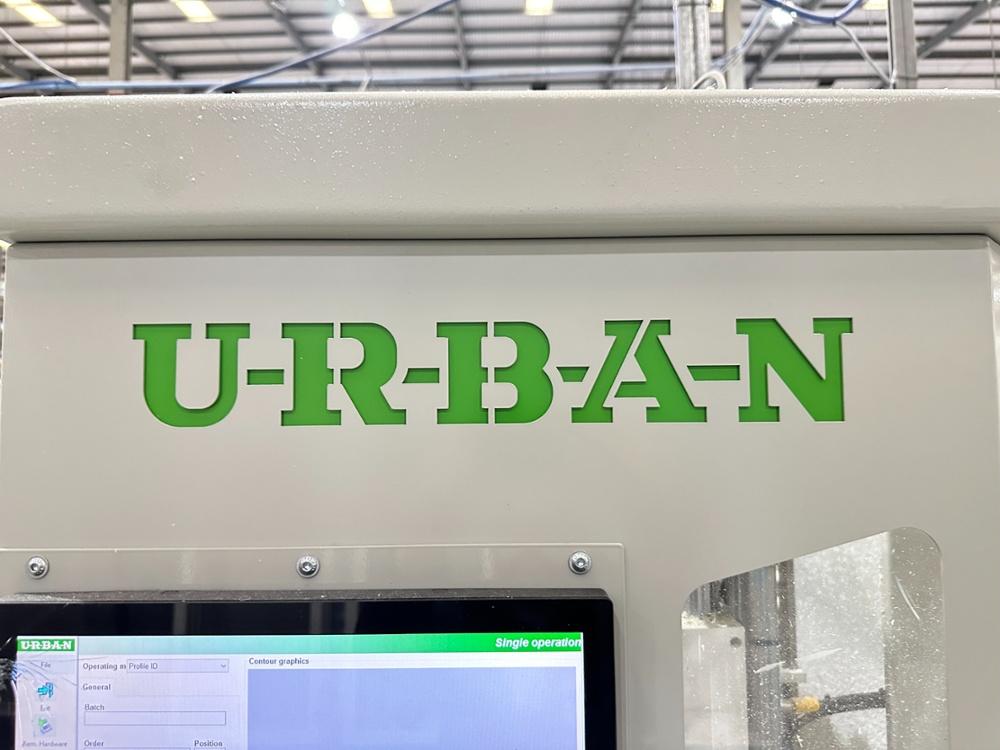 U-R-B-A-N
URBAN
Single operation
File
Operating m Profile ID
Contour graphics
General
Batch
Order Position